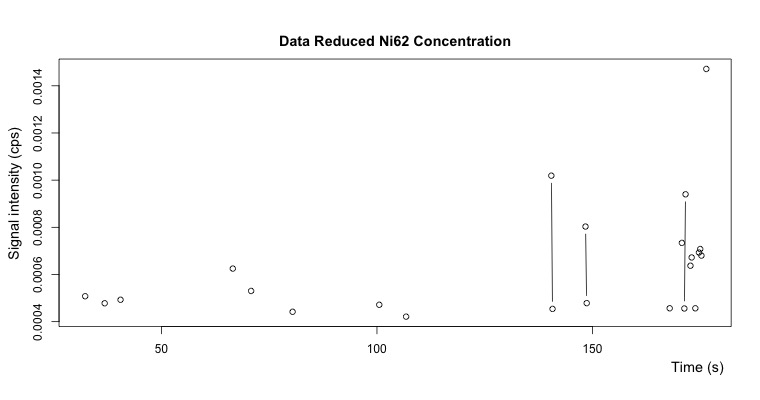 Data Reduced Ni62 Concentration
Signal intensity (cps)
0.0014
0.0012
0.0010
0.0008
0.0006
0.0004
50 100 150
Time (s)